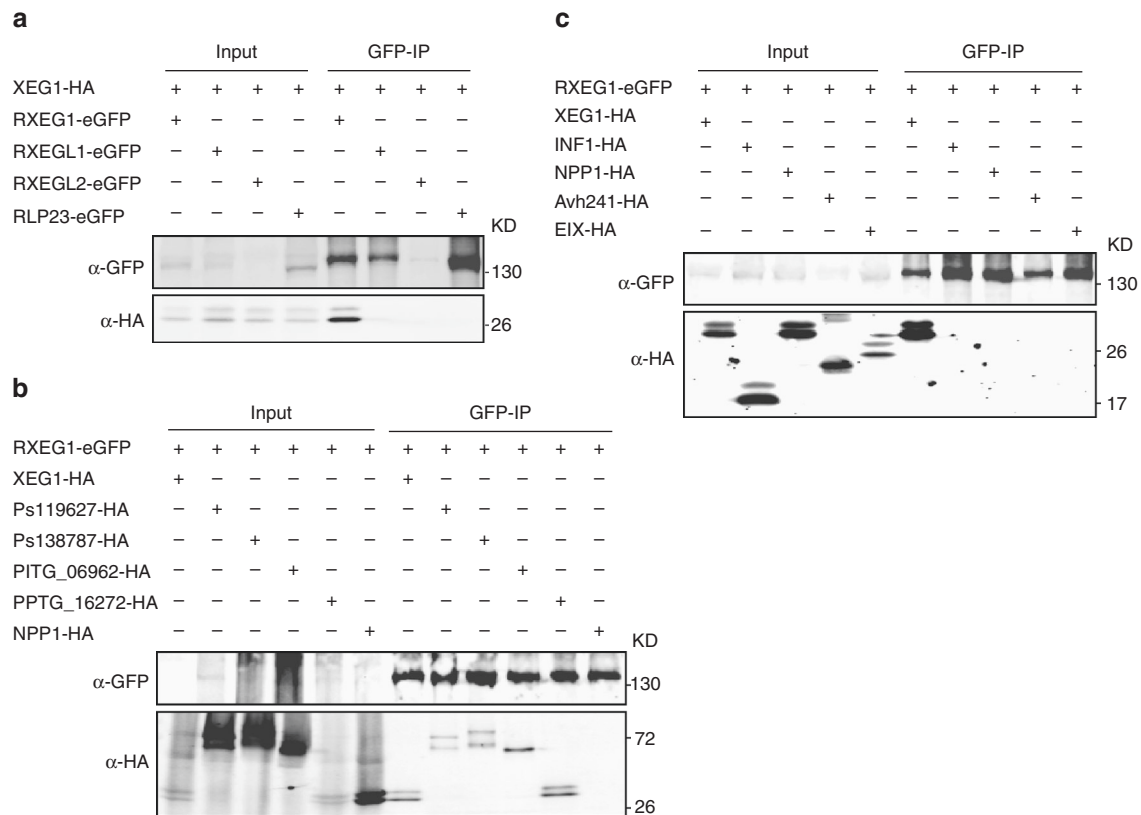 a
Input GFP-IP
XEG1-HA + + + + + + + +
RXEG1-eGFP + – – – + – – –
RXEGL1-eGFP – + – – – + – –
RXEGL2-eGFP – – + – – – + –
RLP23-eGFP – – – + – – – +
KD
α-GFP -130
α-HA -26
b
Input GFP-IP
RXEG1-eGFP + + + + + + + + + + + +
XEG1-HA + – – – – – + – – – – –
Ps119627-HA – + – – – – – + – – – –
Ps138787-HA – – + – – – – – + – – –
PITG_06962-HA – – – + – – – – – + – –
PPTG_16272-HA – – – – + – – – – – + –
NPP1-HA – – – – – + – – – – – +
KD
α-GFP -130
α-HA -72
-26
c
Input GFP-IP
RXEG1-eGFP + + + + + + + + + +
XEG1-HA + – – – – + – – – –
INF1-HA – + – – – – + – – –
NPP1-HA – – + – – – – + – –
Avh241-HA – – – + – – – – + –
EIX-HA – – – – + – – – – +
KD
α-GFP -130
α-HA -26
-17